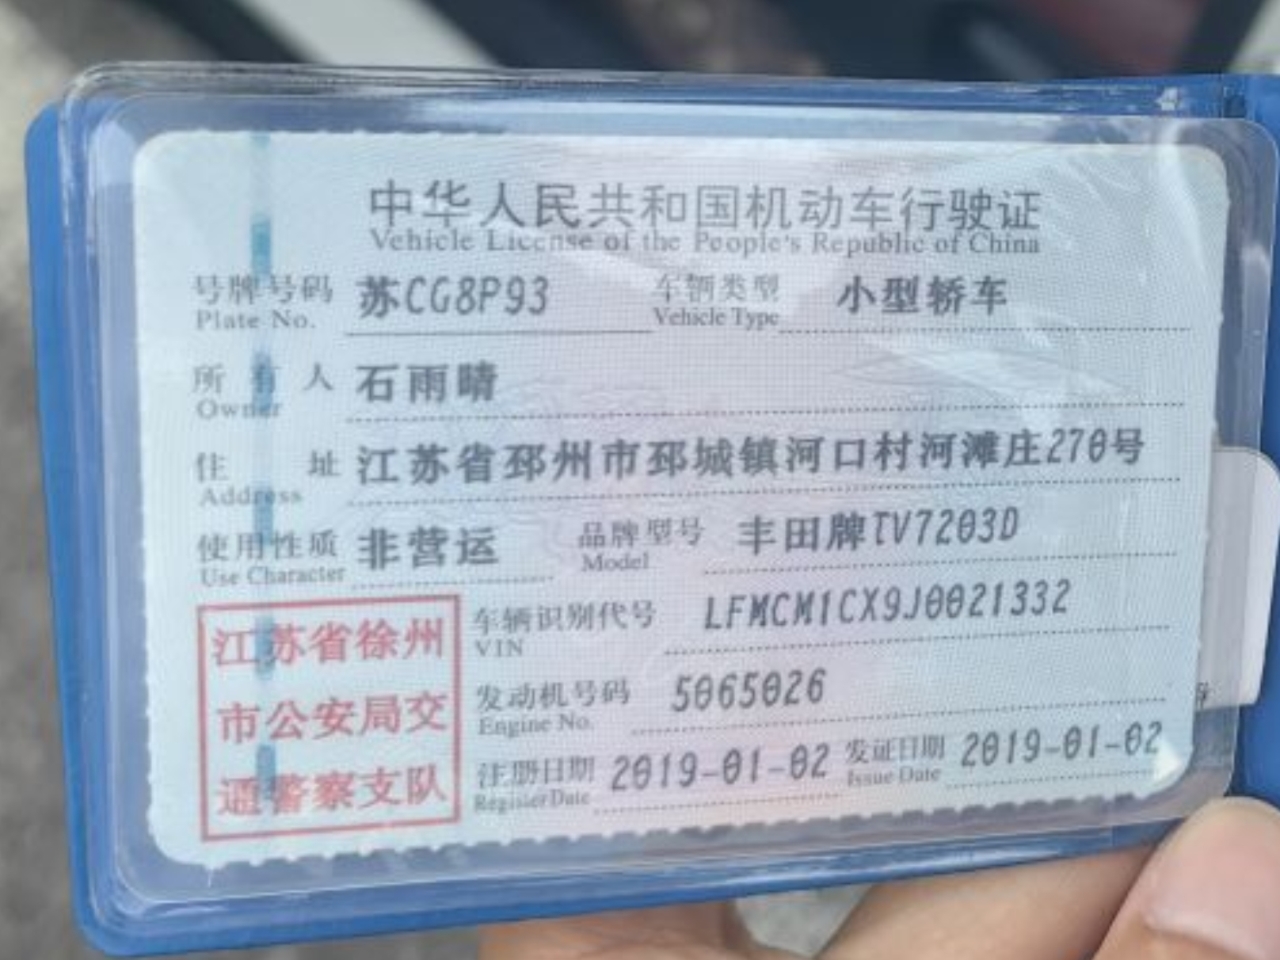 中华人民共和国机动车行驶证
Vehicle License of the People's Republic of China
号牌号码 苏CG8P93 车辆类型 小型轿车
Plate No. Vehicle Type
所有人 石雨晴
Owner
住址 江苏省邳州市邳城镇河口村河滩庄270号
Address
使用性质 非营运 品牌型号 丰田牌TV7203D
Use Character Model
车辆识别代号 LFMCM1CX9J0021332
VIN
发动机号码 5065026
Engine No.
注册日期 2019-01-02 发证日期 2019-01-02
Register Date Issue Date
江苏省徐州
市公安局交
通警察支队